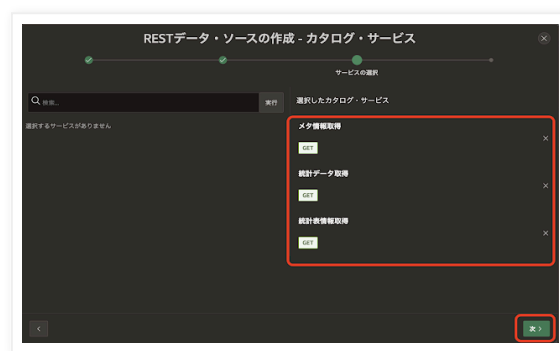 RESTデータ・ソースの作成 - カタログ・サービス
サービスの選択
検索...
実行
選択するサービスがありません
選択したカタログ・サービス
メタ情報取得
GET
統計データ取得
GET
統計表情報取得
GET
次